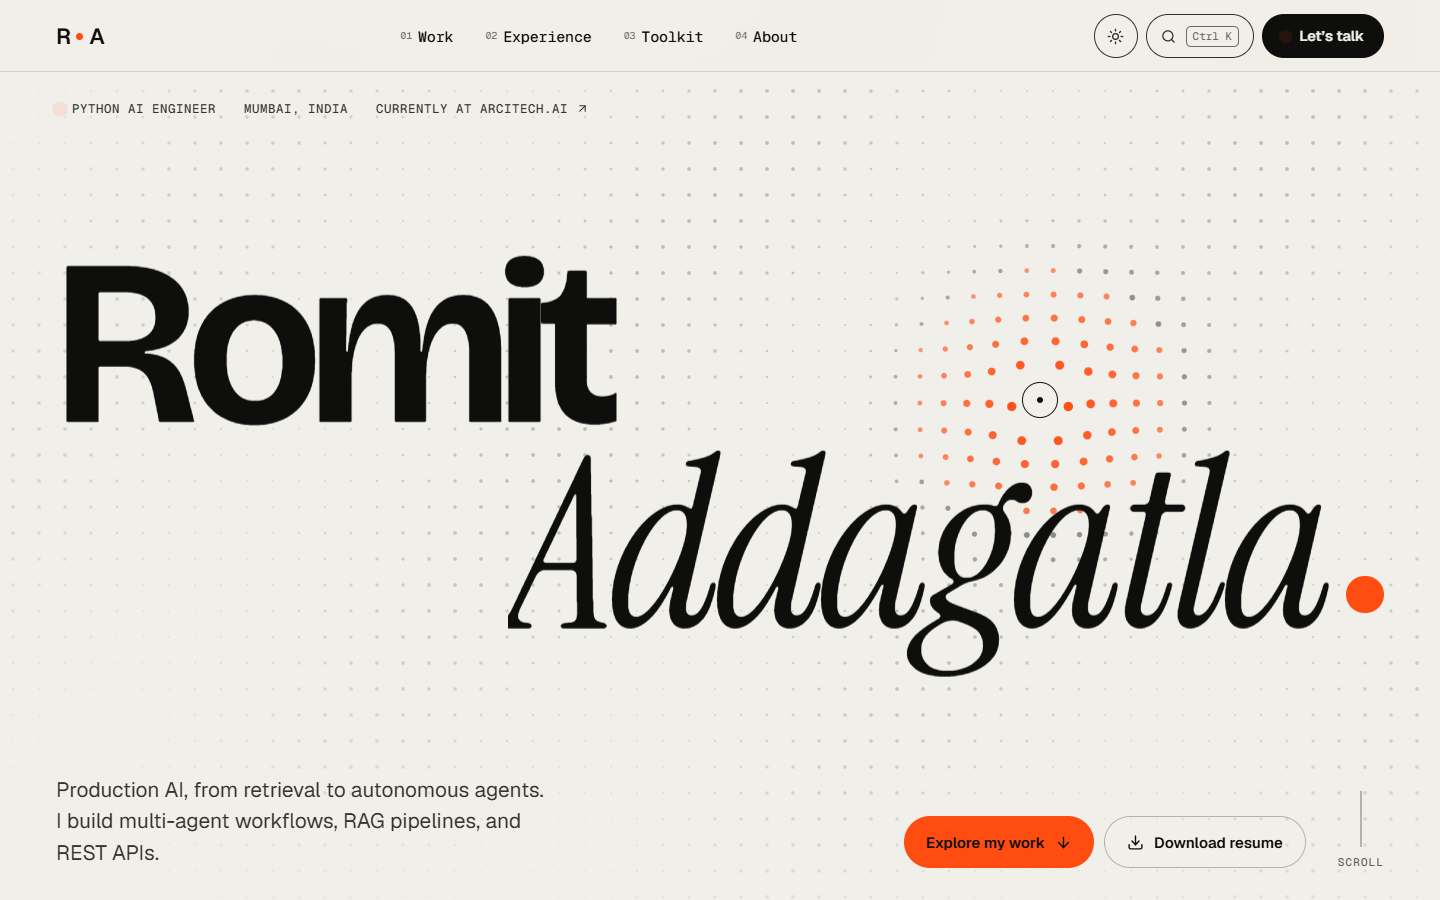 R • A
01 Work
02 Experience
03 Toolkit
04 About
Ctrl K
Let's talk
PYTHON AI ENGINEER
MUMBAI, INDIA
CURRENTLY AT ARCITECH.AI ↗
Romit
Addagatla.
Production AI, from retrieval to autonomous agents.
I build multi-agent workflows, RAG pipelines, and
REST APIs.
Explore my work ↓
Download resume
SCROLL